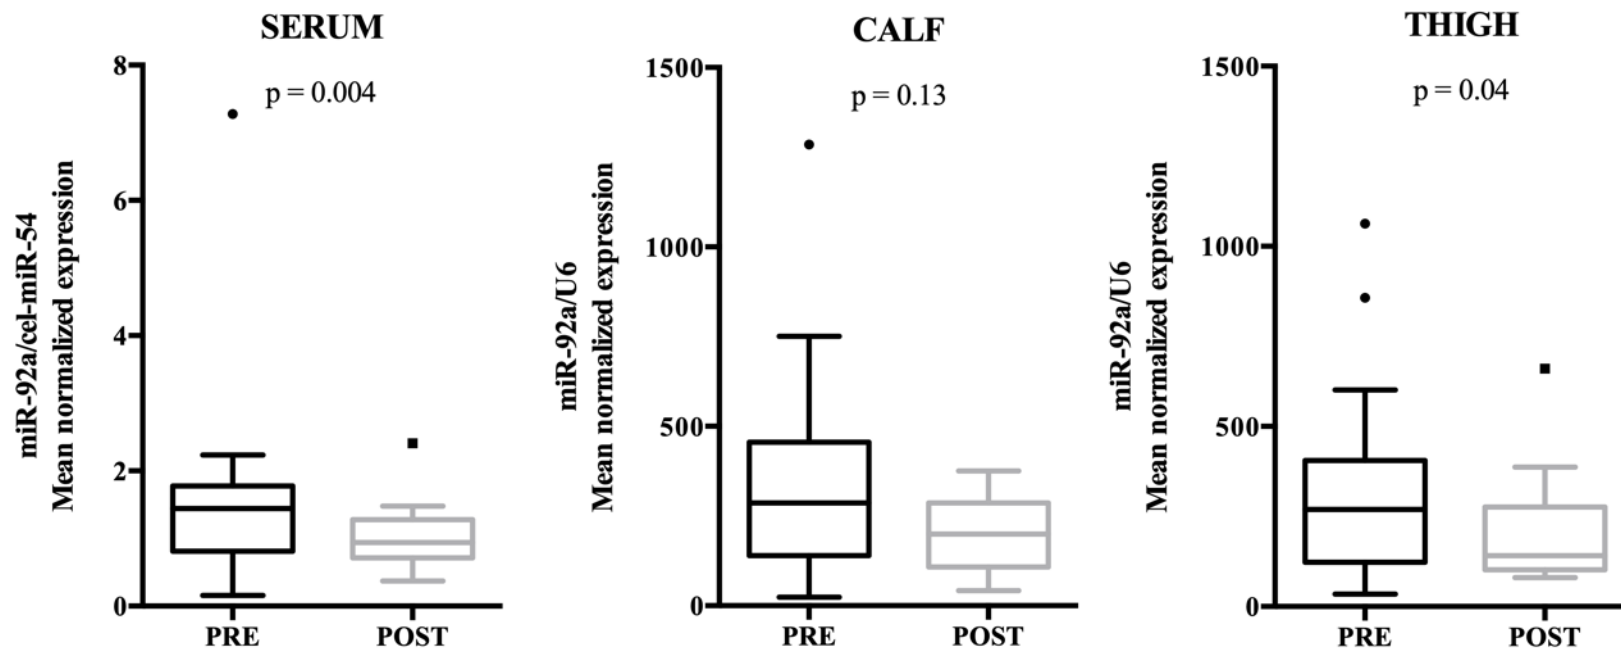 SERUM
p = 0.004
miR-92a/cel-miR-54
Mean normalized expression
8
6
4
2
0
PRE POST
CALF
p = 0.13
miR-92a/U6
Mean normalized expression
1500
1000
500
0
PRE POST
THIGH
p = 0.04
miR-92a/U6
Mean normalized expression
1500
1000
500
0
PRE POST